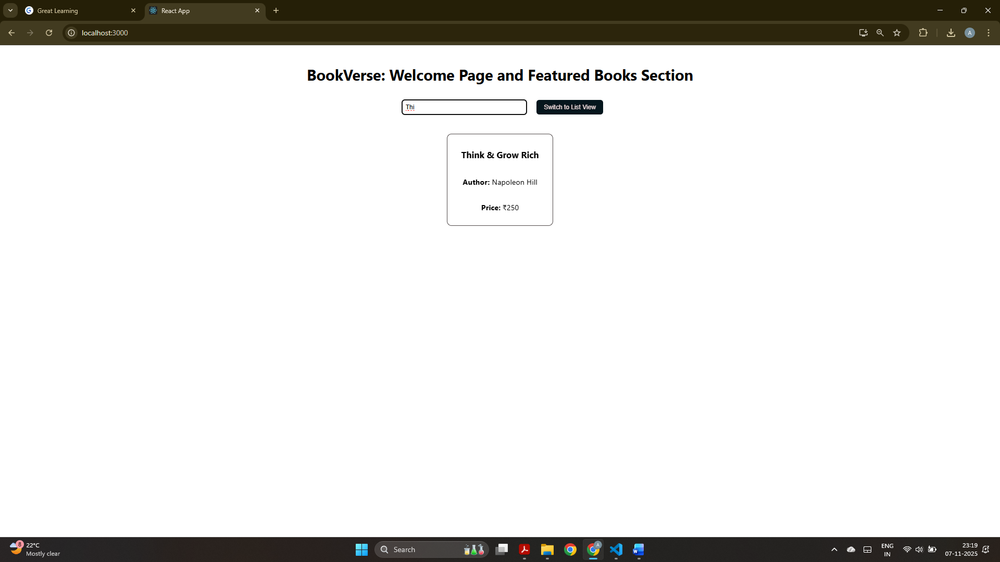 Great Learning
React App
localhost:3000
A
BookVerse: Welcome Page and Featured Books Section
Thi
Switch to List View
Think & Grow Rich
Author: Napoleon Hill
Price: ₹250
8
22°C
Mostly clear
Search
A
ENG
IN
23:19
07-11-2025